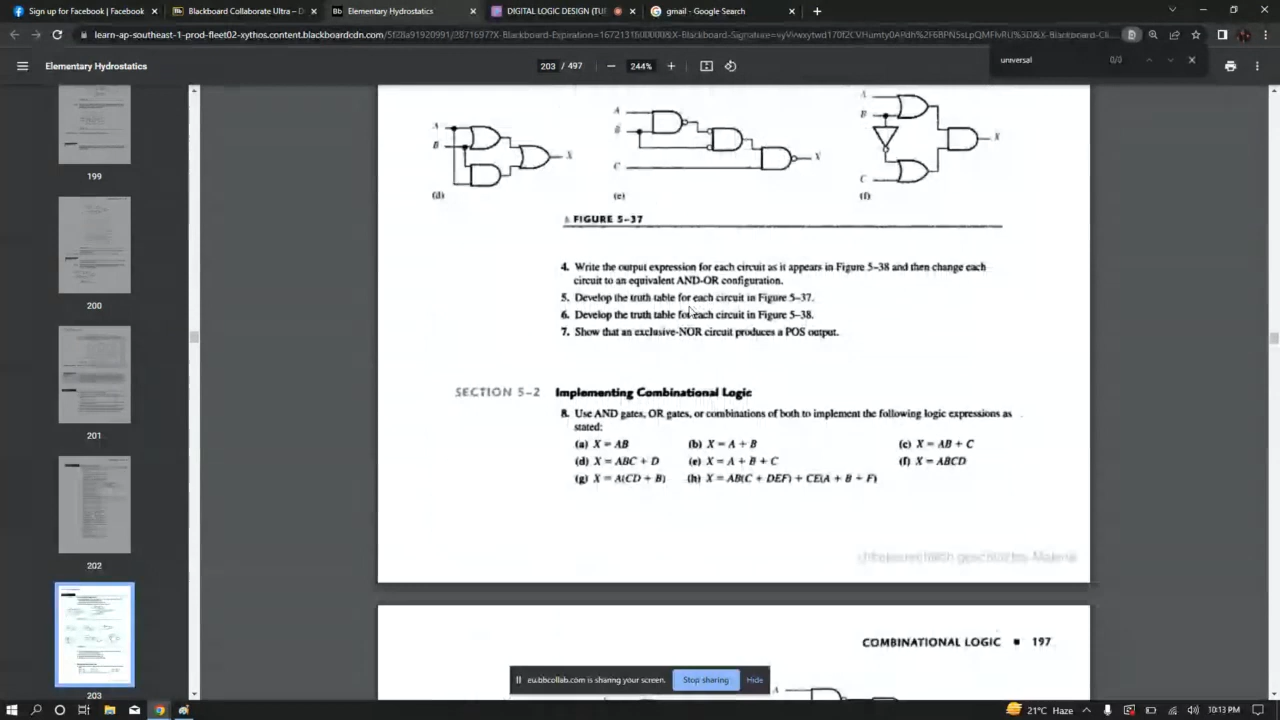 Sign up for Facebook | Facebook
Blackboard Collaborate Ultra – D
Elementary Hydrostatics
DIGITAL LOGIC DESIGN (TUE
gmail - Google Search
universal
0/0
Elementary Hydrostatics
203 / 497
244%
199
200
201
202
203
A
B
X
(d)
A
B
C
X
(e)
A
B
C
X
(f)
FIGURE 5–37
4. Write the output expression for each circuit as it appears in Figure 5–38 and then change each
circuit to an equivalent AND-OR configuration.
5. Develop the truth table for each circuit in Figure 5–37.
6. Develop the truth table for each circuit in Figure 5–38.
7. Show that an exclusive-NOR circuit produces a POS output.
SECTION 5–2 Implementing Combinational Logic
8. Use AND gates, OR gates, or combinations of both to implement the following logic expressions as
stated:
(a) X = AB (b) X = A + B (c) X = AB + C
(d) X = ABC + D (e) X = A + B + C (f) X = ABCD
(g) X = A(CD + B) (h) X = AB(C + DEF) + CE(A + B + F)
COMBINATIONAL LOGIC ■ 197
A
eu.bbcollab.com is sharing your screen.
Stop sharing
Hide
21°C Haze
10:13 PM